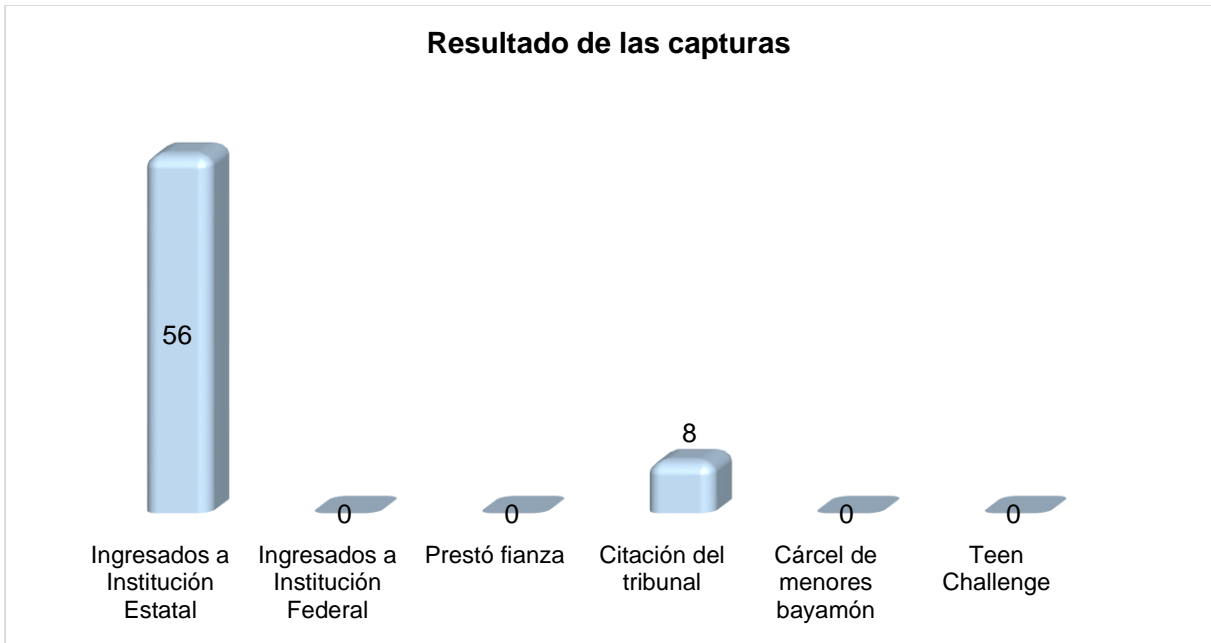 Resultado de las capturas
56
0
0
8
0
0
Ingresados a
Institución
Estatal
Ingresados a
Institución
Federal
Prestó fianza
Citación del
tribunal
Cárcel de
menores
bayamón
Teen
Challenge